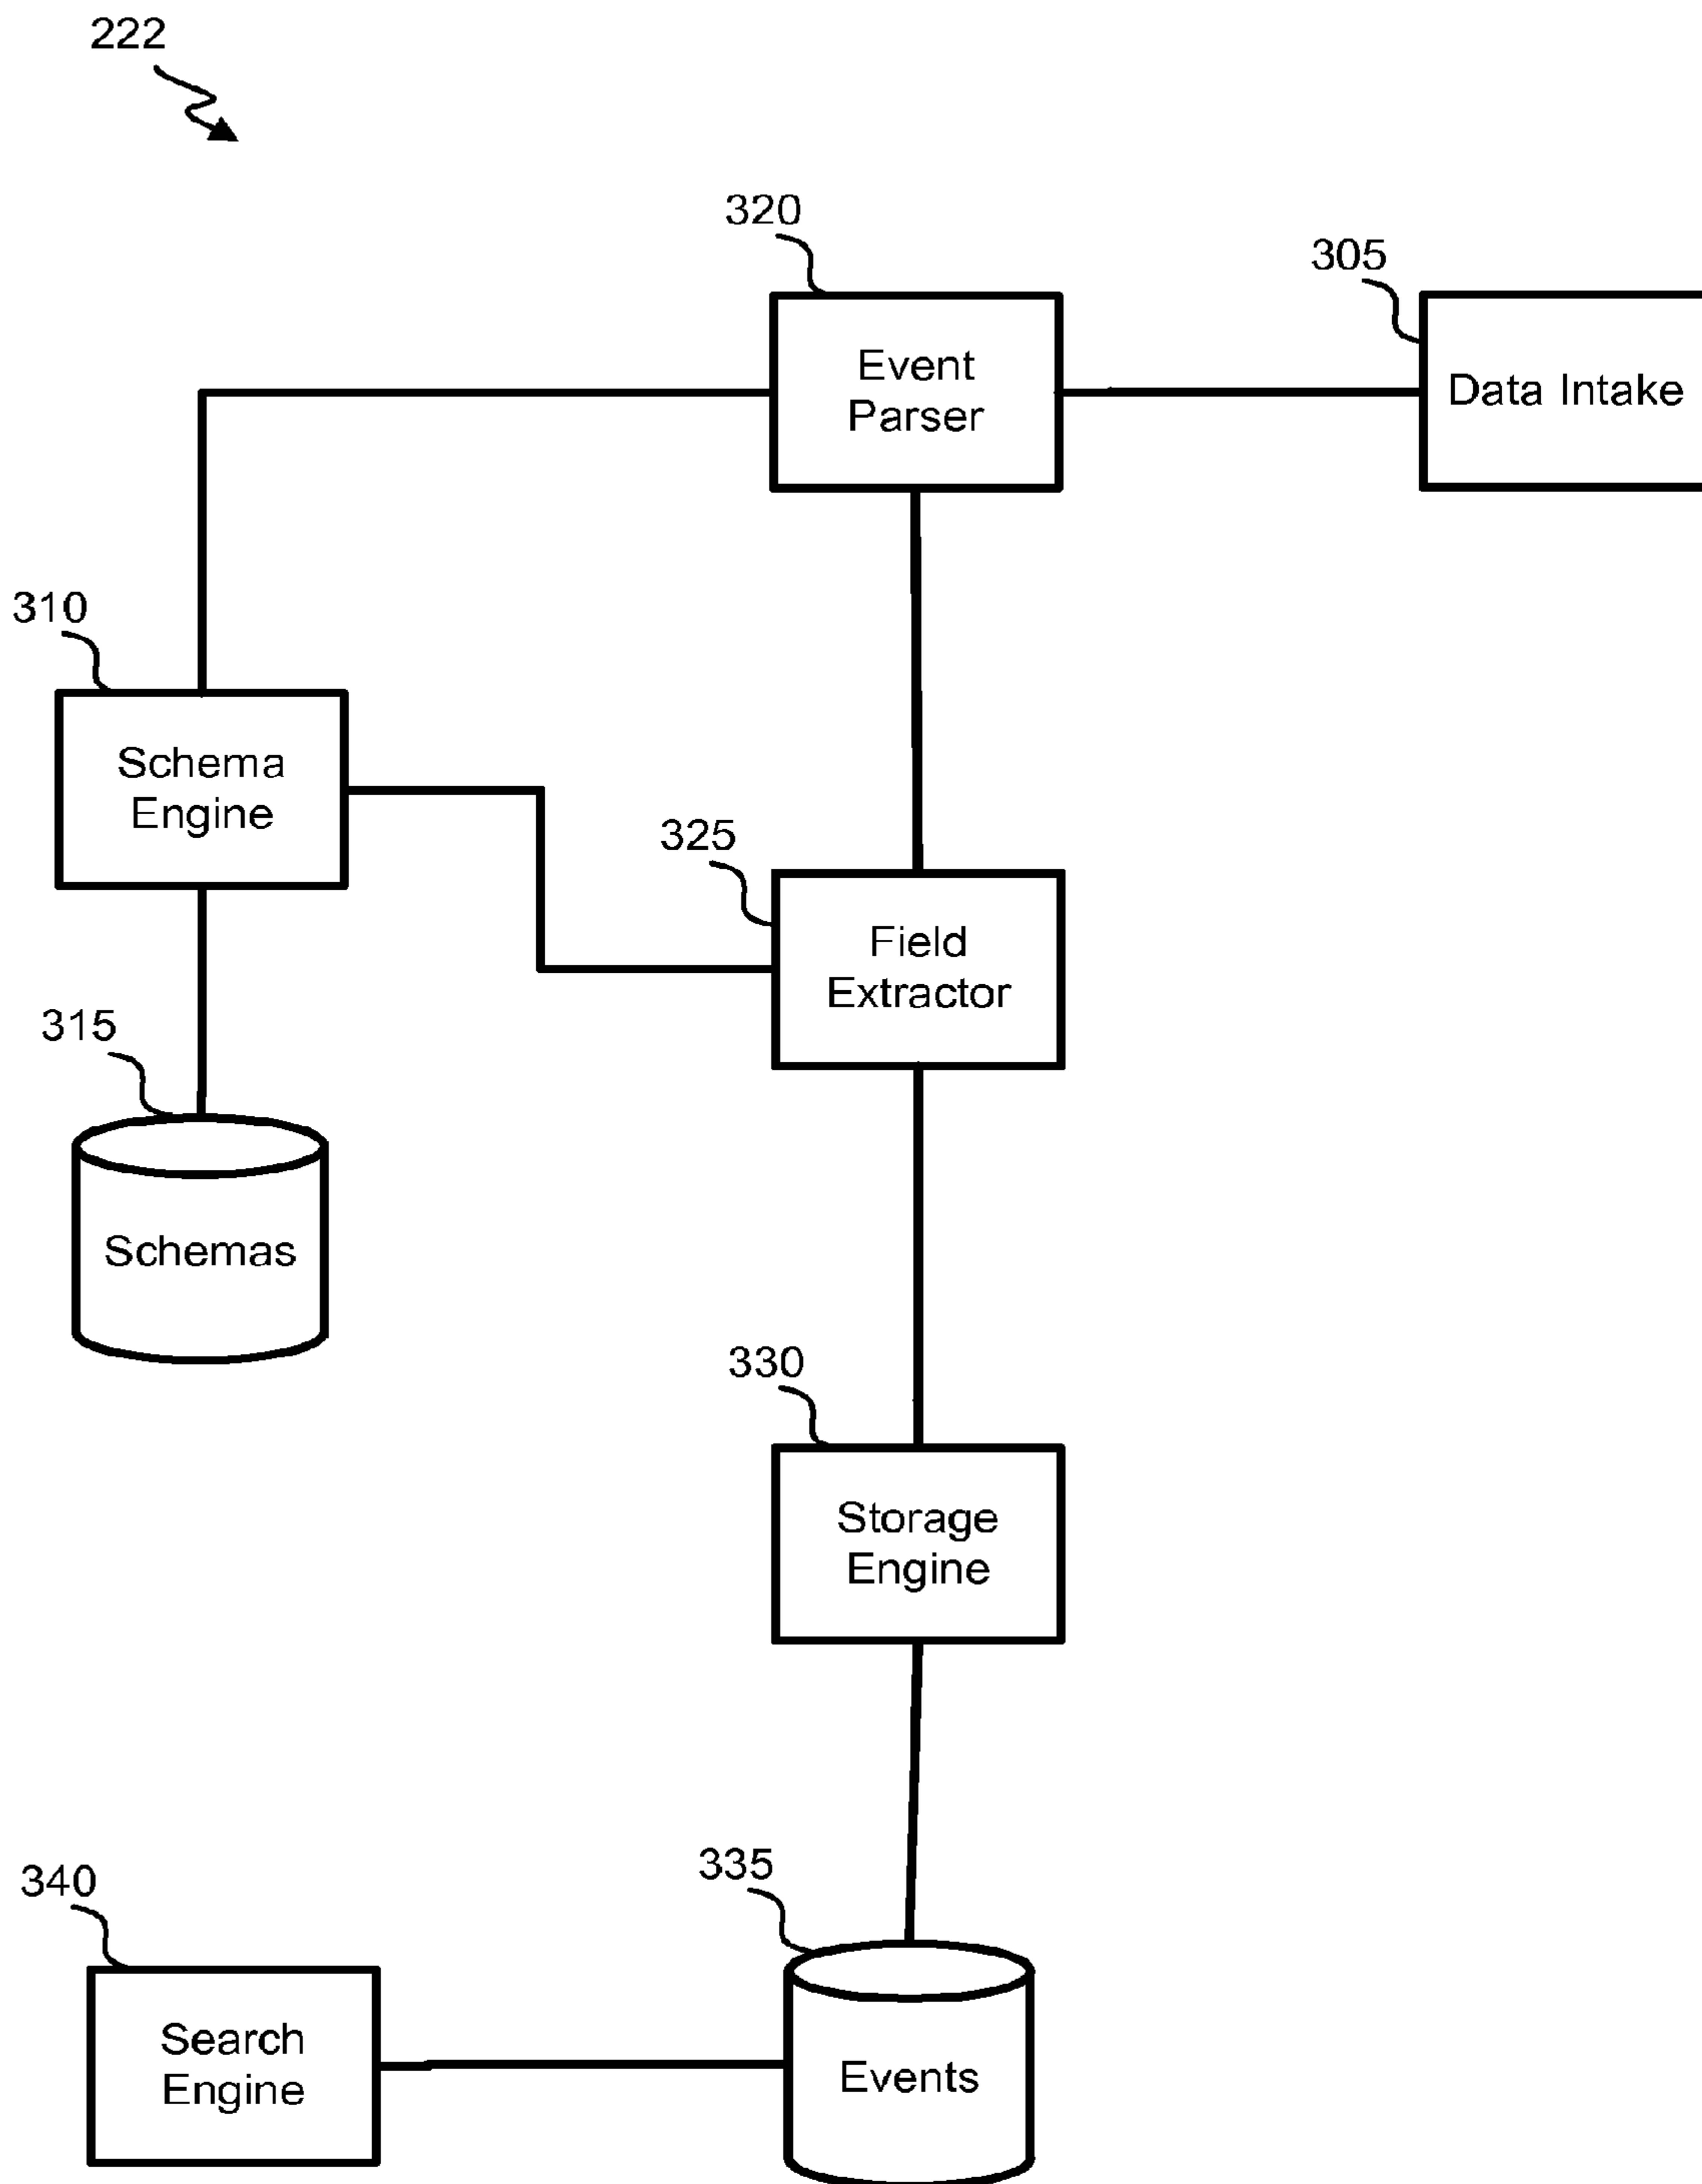 222
320
305
Event
Parser
Data Intake
310
Schema
Engine
325
Field
Extractor
315
Schemas
330
Storage
Engine
335
340
Search
Engine
Events